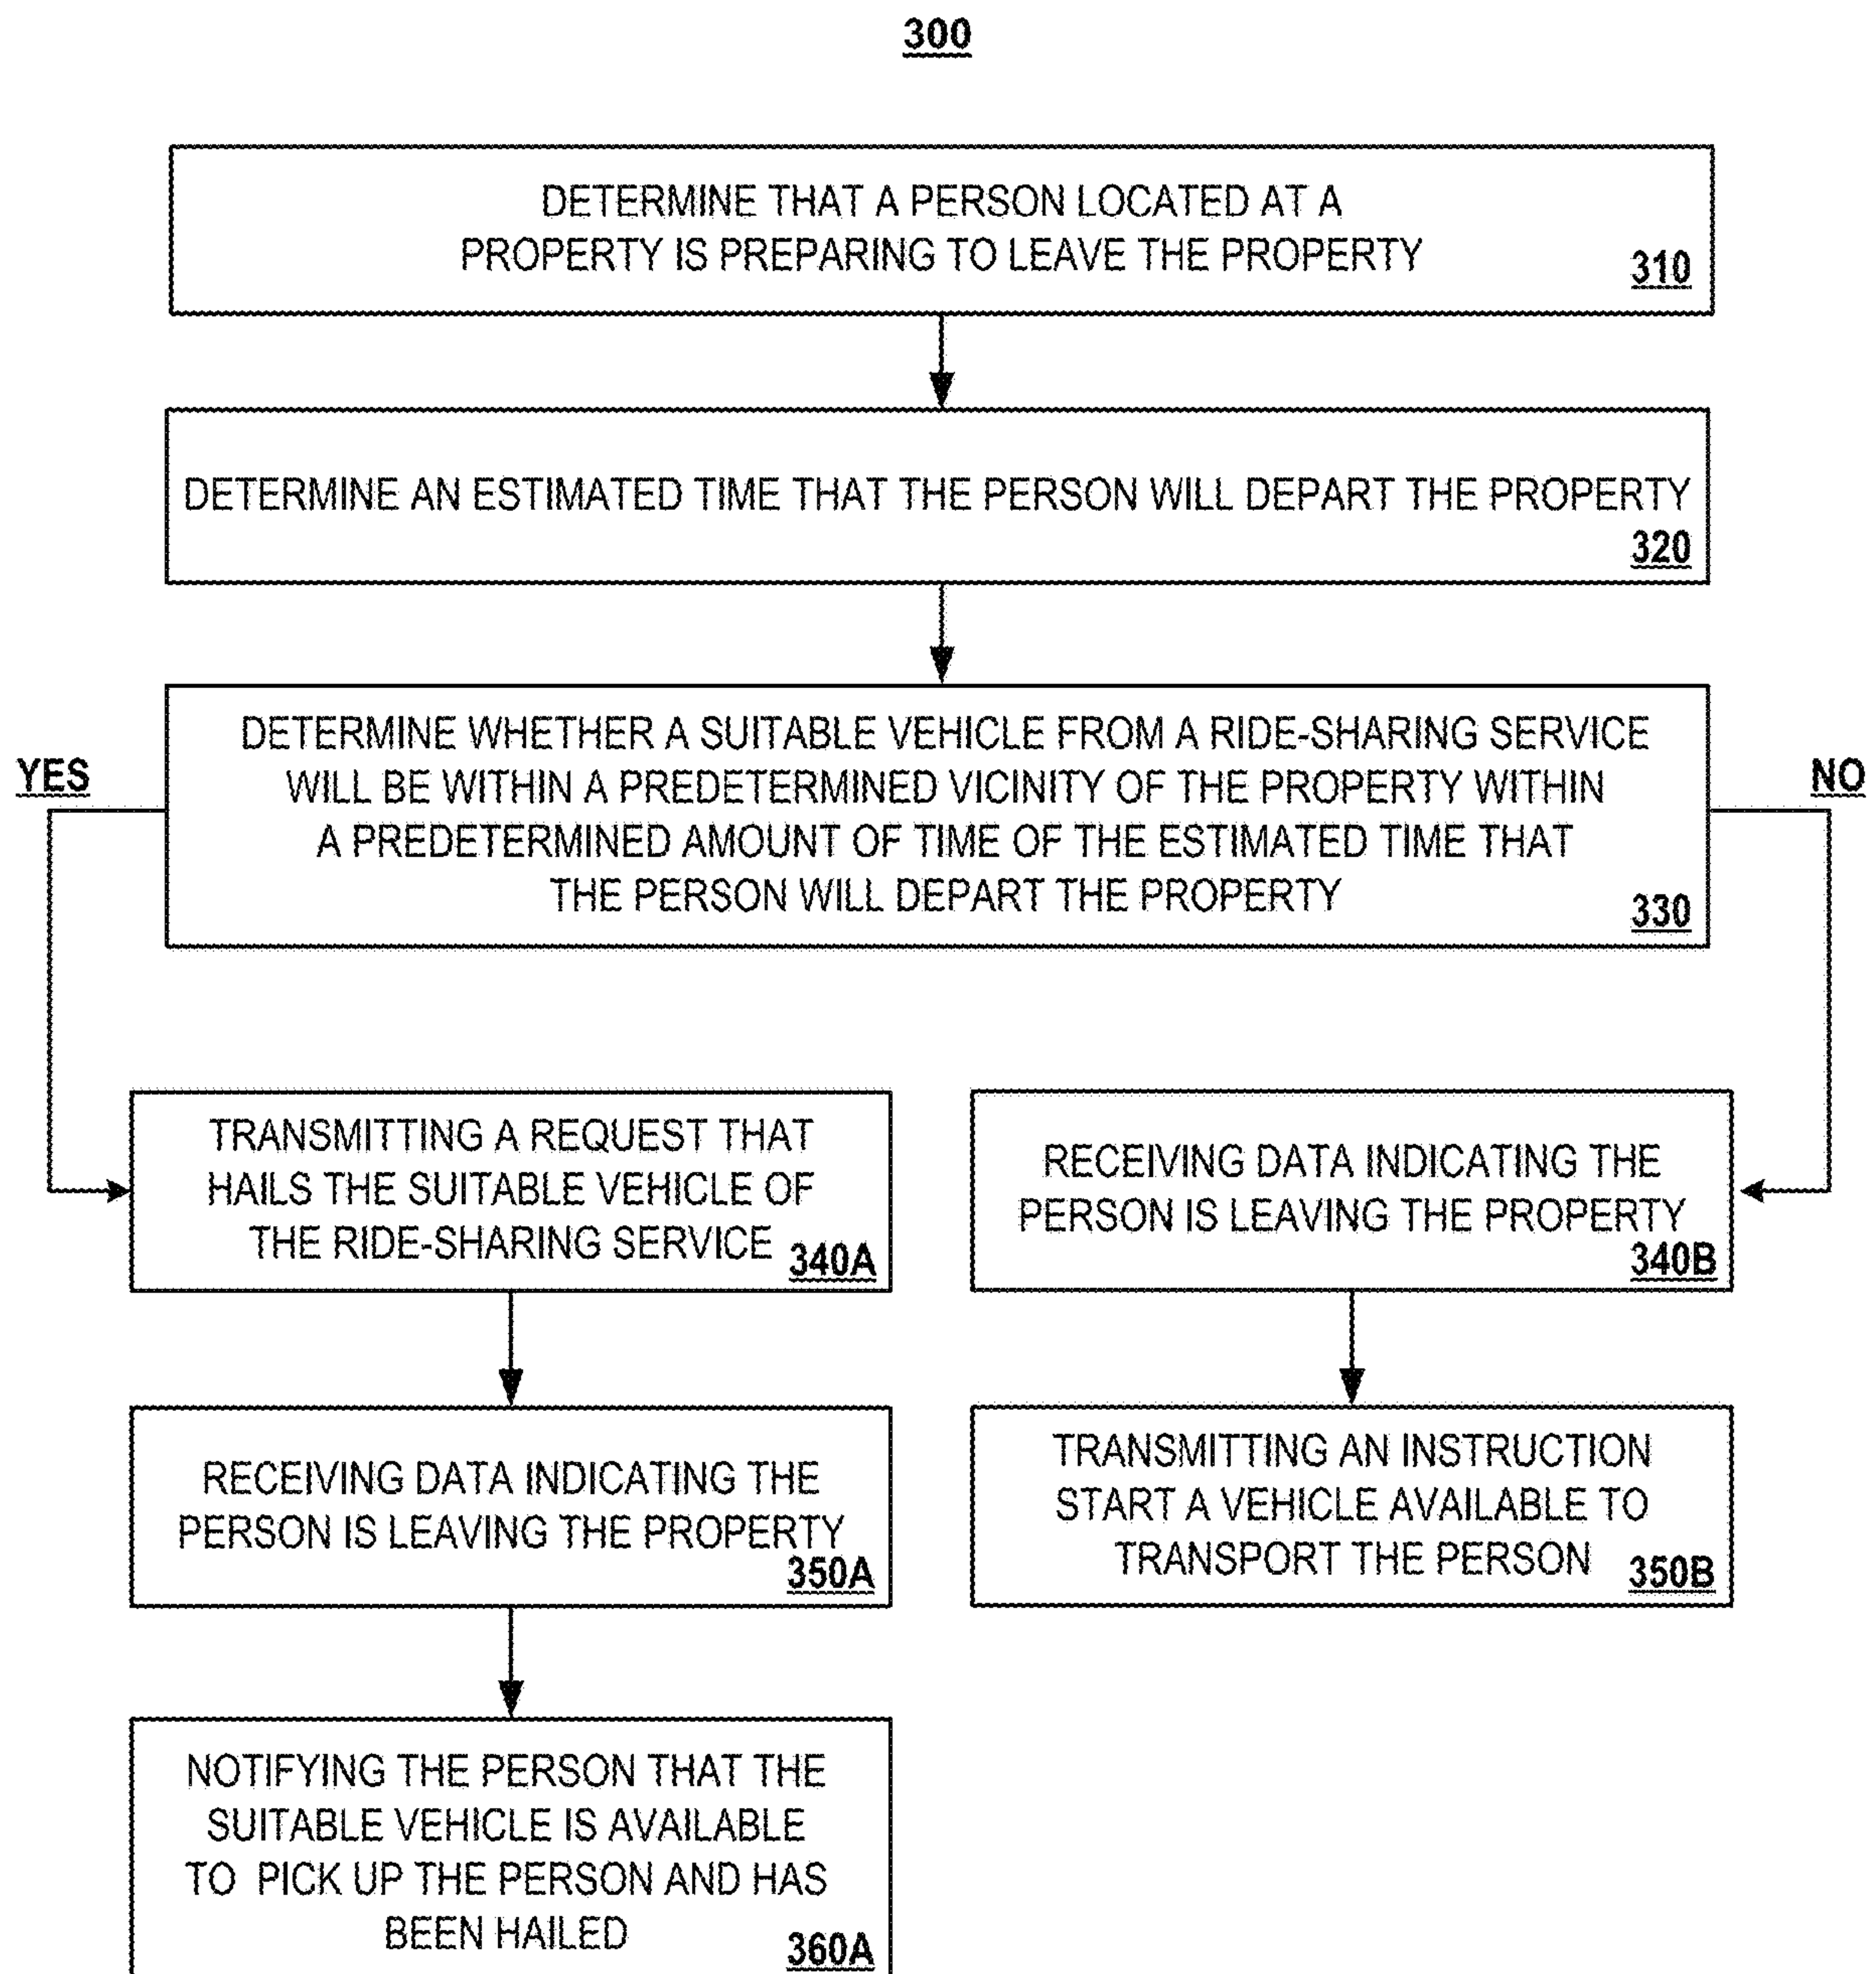 300
DETERMINE THAT A PERSON LOCATED AT A
PROPERTY IS PREPARING TO LEAVE THE PROPERTY
310
DETERMINE AN ESTIMATED TIME THAT THE PERSON WILL DEPART THE PROPERTY
320
DETERMINE WHETHER A SUITABLE VEHICLE FROM A RIDE-SHARING SERVICE
WILL BE WITHIN A PREDETERMINED VICINITY OF THE PROPERTY WITHIN
A PREDETERMINED AMOUNT OF TIME OF THE ESTIMATED TIME THAT
THE PERSON WILL DEPART THE PROPERTY
330
YES
NO
TRANSMITTING A REQUEST THAT
HAILS THE SUITABLE VEHICLE OF
THE RIDE-SHARING SERVICE
340A
RECEIVING DATA INDICATING THE
PERSON IS LEAVING THE PROPERTY
340B
RECEIVING DATA INDICATING THE
PERSON IS LEAVING THE PROPERTY
350A
TRANSMITTING AN INSTRUCTION
START A VEHICLE AVAILABLE TO
TRANSPORT THE PERSON
350B
NOTIFYING THE PERSON THAT THE
SUITABLE VEHICLE IS AVAILABLE
TO PICK UP THE PERSON AND HAS
BEEN HAILED
360A